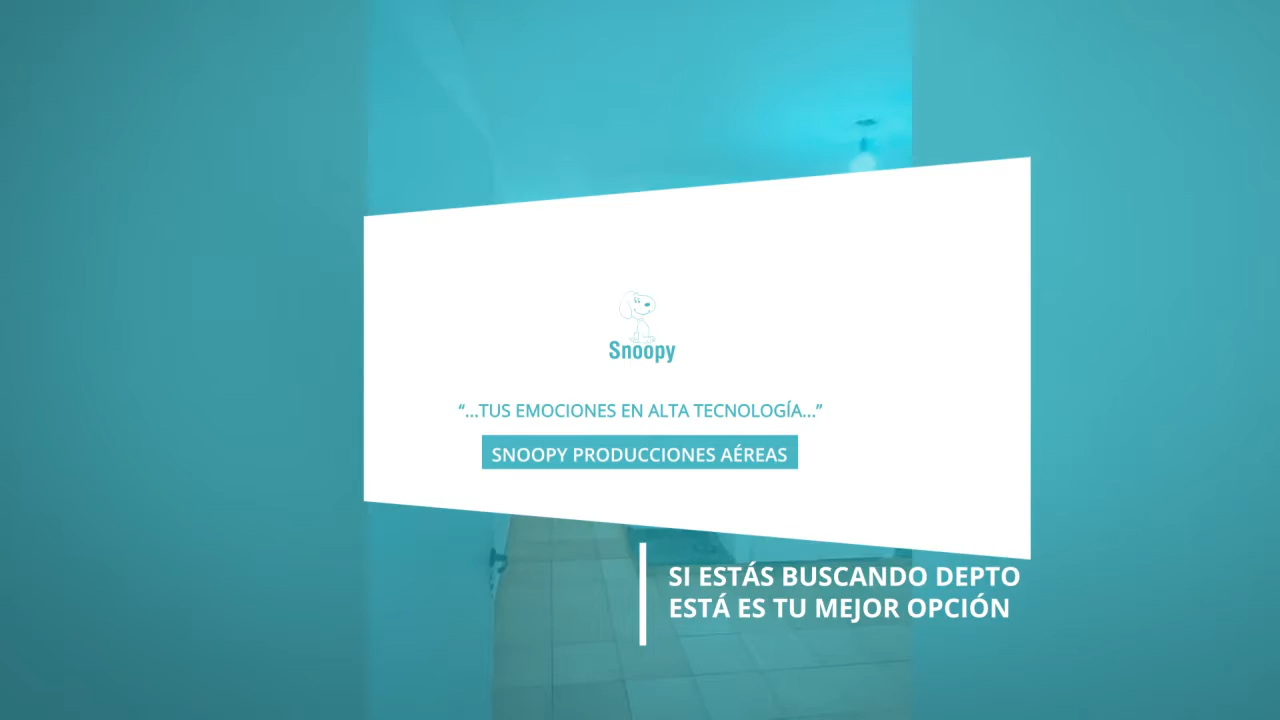 Snoopy
“...TUS EMOCIONES EN ALTA TECNOLOGÍA...”
SNOOPY PRODUCCIONES AÉREAS
SI ESTÁS BUSCANDO DEPTO
ESTÁ ES TU MEJOR OPCIÓN